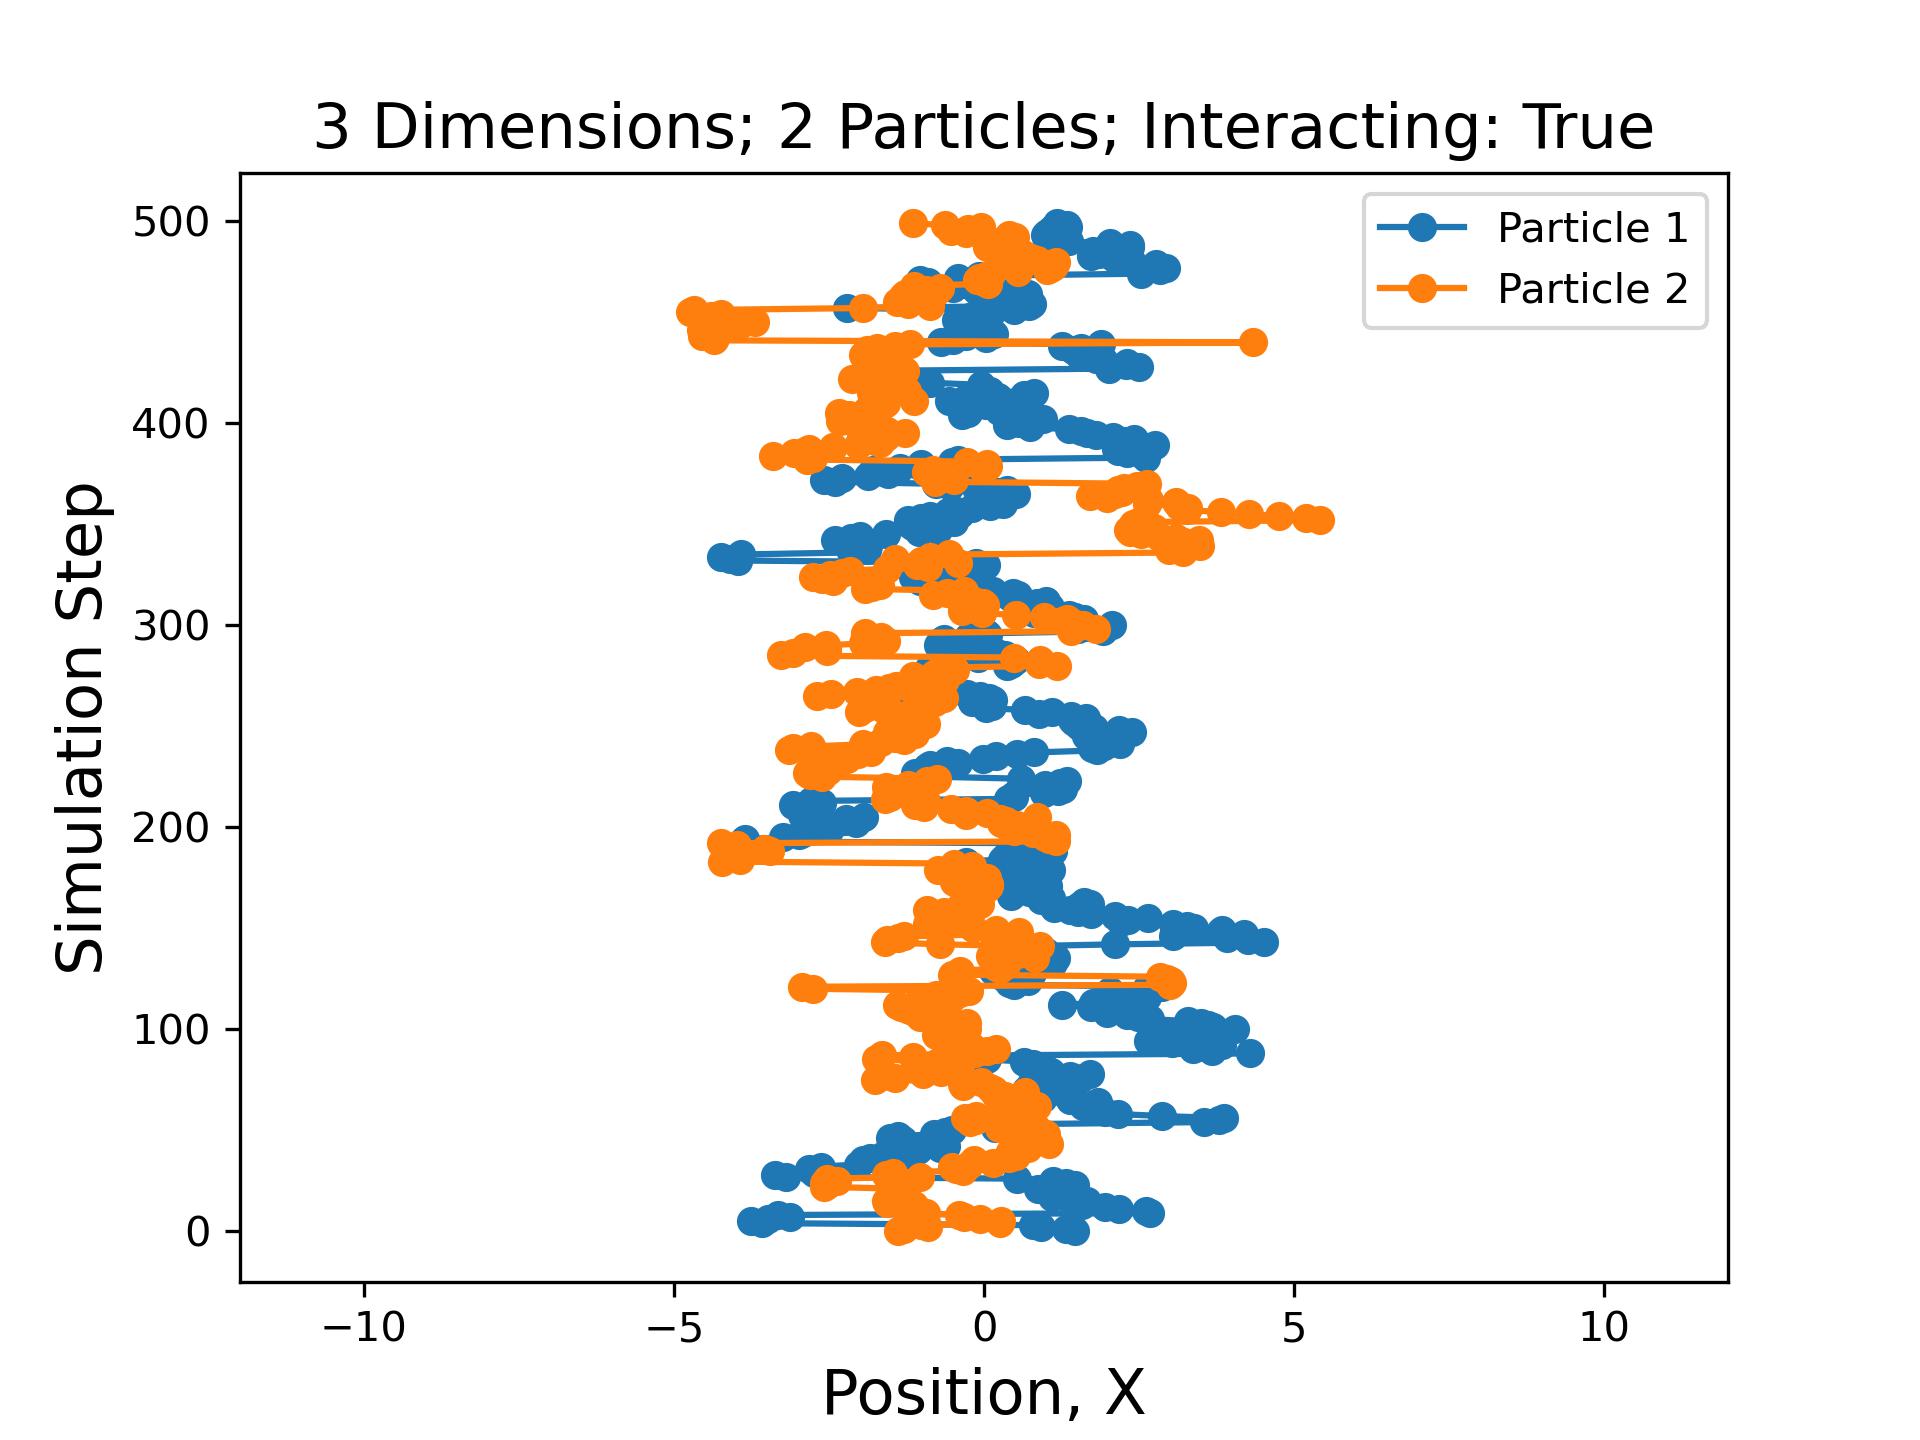 3 Dimensions; 2 Particles; Interacting: True
Particle 1
Particle 2
Simulation Step
500
400
300
200
100
0
−10
−5
0
5
10
Position, X